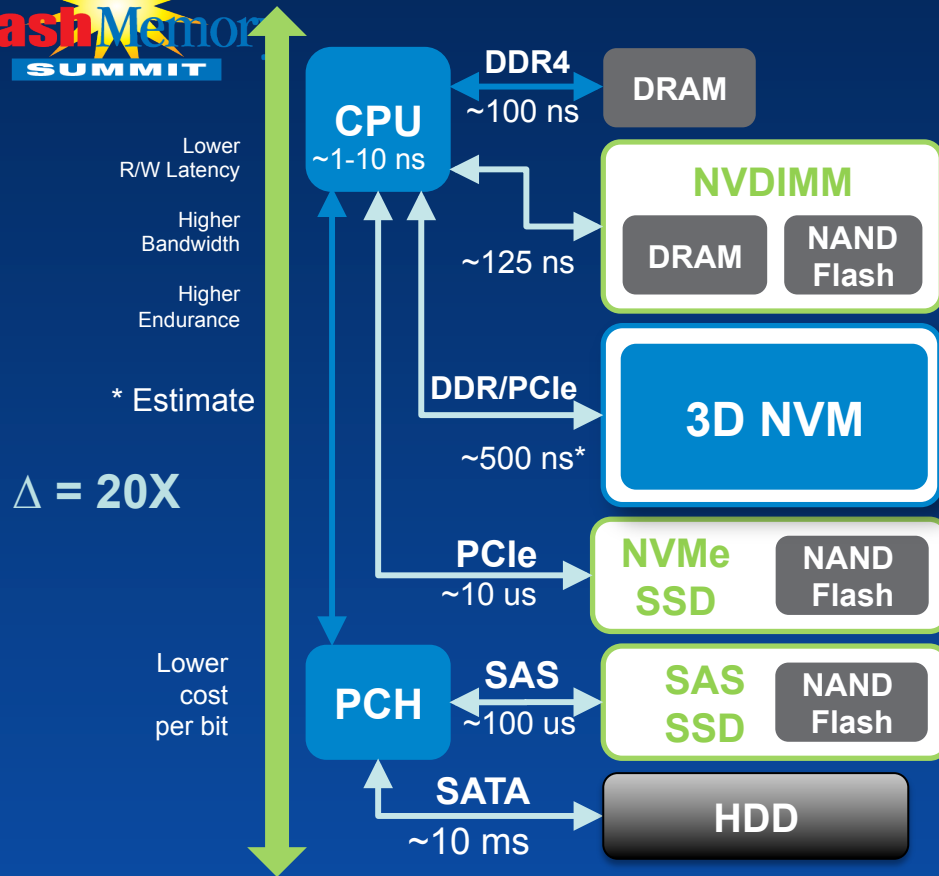 ashMemory
SUMMIT
Lower
R/W Latency
Higher
Bandwidth
Higher
Endurance
* Estimate
Δ = 20X
Lower
cost
per bit
CPU
~1-10 ns
DDR4
~100 ns
DRAM
~125 ns
NVDIMM
DRAM
NAND
Flash
DDR/PCIe
~500 ns*
3D NVM
PCIe
~10 us
NVMe
SSD
NAND
Flash
PCH
SAS
~100 us
SAS
SSD
NAND
Flash
SATA
~10 ms
HDD